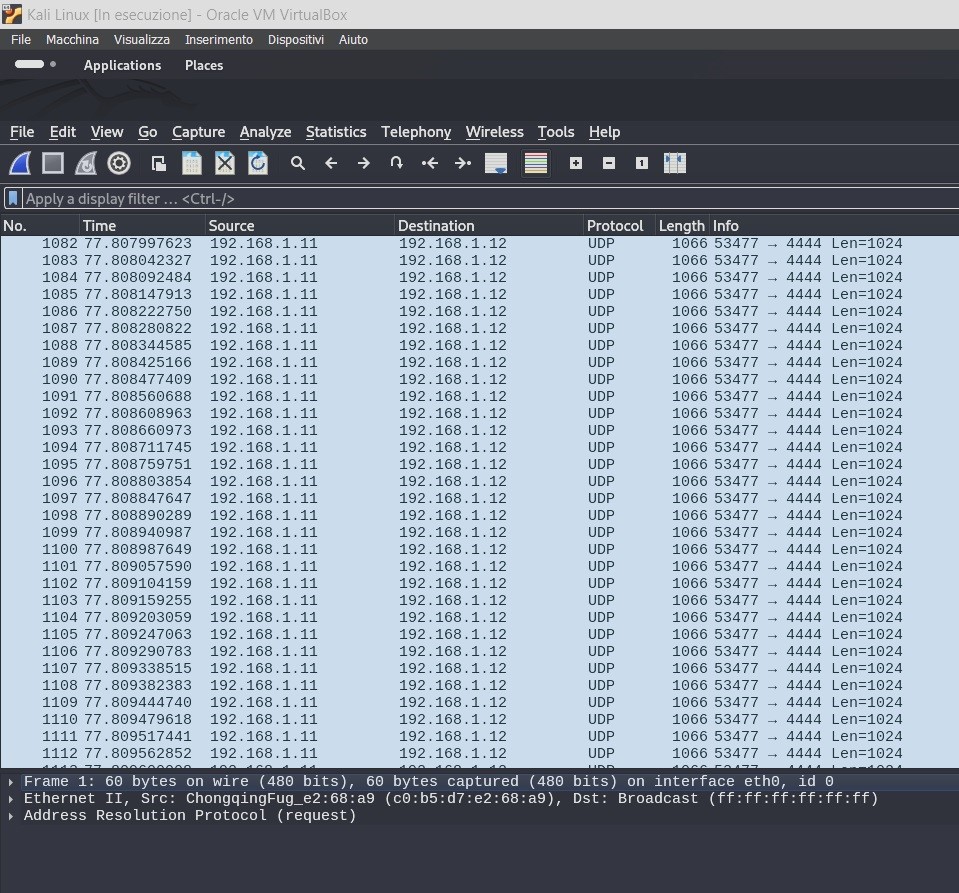 Kali Linux [In esecuzione] - Oracle VM VirtualBox
File Macchina Visualizza Inserimento Dispositivi Aiuto
Applications Places
File Edit View Go Capture Analyze Statistics Telephony Wireless Tools Help
Apply a display filter ... <Ctrl-/>
No. Time Source Destination Protocol Length Info
1082 77.807997623 192.168.1.11 192.168.1.12 UDP 1066 53477 → 4444 Len=1024
1083 77.808042327 192.168.1.11 192.168.1.12 UDP 1066 53477 → 4444 Len=1024
1084 77.808092484 192.168.1.11 192.168.1.12 UDP 1066 53477 → 4444 Len=1024
1085 77.808147913 192.168.1.11 192.168.1.12 UDP 1066 53477 → 4444 Len=1024
1086 77.808222750 192.168.1.11 192.168.1.12 UDP 1066 53477 → 4444 Len=1024
1087 77.808280822 192.168.1.11 192.168.1.12 UDP 1066 53477 → 4444 Len=1024
1088 77.808344585 192.168.1.11 192.168.1.12 UDP 1066 53477 → 4444 Len=1024
1089 77.808425166 192.168.1.11 192.168.1.12 UDP 1066 53477 → 4444 Len=1024
1090 77.808477409 192.168.1.11 192.168.1.12 UDP 1066 53477 → 4444 Len=1024
1091 77.808560688 192.168.1.11 192.168.1.12 UDP 1066 53477 → 4444 Len=1024
1092 77.808608963 192.168.1.11 192.168.1.12 UDP 1066 53477 → 4444 Len=1024
1093 77.808660973 192.168.1.11 192.168.1.12 UDP 1066 53477 → 4444 Len=1024
1094 77.808711745 192.168.1.11 192.168.1.12 UDP 1066 53477 → 4444 Len=1024
1095 77.808759751 192.168.1.11 192.168.1.12 UDP 1066 53477 → 4444 Len=1024
1096 77.808803854 192.168.1.11 192.168.1.12 UDP 1066 53477 → 4444 Len=1024
1097 77.808847647 192.168.1.11 192.168.1.12 UDP 1066 53477 → 4444 Len=1024
1098 77.808890289 192.168.1.11 192.168.1.12 UDP 1066 53477 → 4444 Len=1024
1099 77.808940987 192.168.1.11 192.168.1.12 UDP 1066 53477 → 4444 Len=1024
1100 77.808987649 192.168.1.11 192.168.1.12 UDP 1066 53477 → 4444 Len=1024
1101 77.809057590 192.168.1.11 192.168.1.12 UDP 1066 53477 → 4444 Len=1024
1102 77.809104159 192.168.1.11 192.168.1.12 UDP 1066 53477 → 4444 Len=1024
1103 77.809159255 192.168.1.11 192.168.1.12 UDP 1066 53477 → 4444 Len=1024
1104 77.809203059 192.168.1.11 192.168.1.12 UDP 1066 53477 → 4444 Len=1024
1105 77.809247063 192.168.1.11 192.168.1.12 UDP 1066 53477 → 4444 Len=1024
1106 77.809290783 192.168.1.11 192.168.1.12 UDP 1066 53477 → 4444 Len=1024
1107 77.809338515 192.168.1.11 192.168.1.12 UDP 1066 53477 → 4444 Len=1024
1108 77.809382383 192.168.1.11 192.168.1.12 UDP 1066 53477 → 4444 Len=1024
1109 77.809444740 192.168.1.11 192.168.1.12 UDP 1066 53477 → 4444 Len=1024
1110 77.809479618 192.168.1.11 192.168.1.12 UDP 1066 53477 → 4444 Len=1024
1111 77.809517441 192.168.1.11 192.168.1.12 UDP 1066 53477 → 4444 Len=1024
1112 77.809562852 192.168.1.11 192.168.1.12 UDP 1066 53477 → 4444 Len=1024
Frame 1: 60 bytes on wire (480 bits), 60 bytes captured (480 bits) on interface eth0, id 0
Ethernet II, Src: ChongqingFug_e2:68:a9 (c0:b5:d7:e2:68:a9), Dst: Broadcast (ff:ff:ff:ff:ff:ff)
Address Resolution Protocol (request)